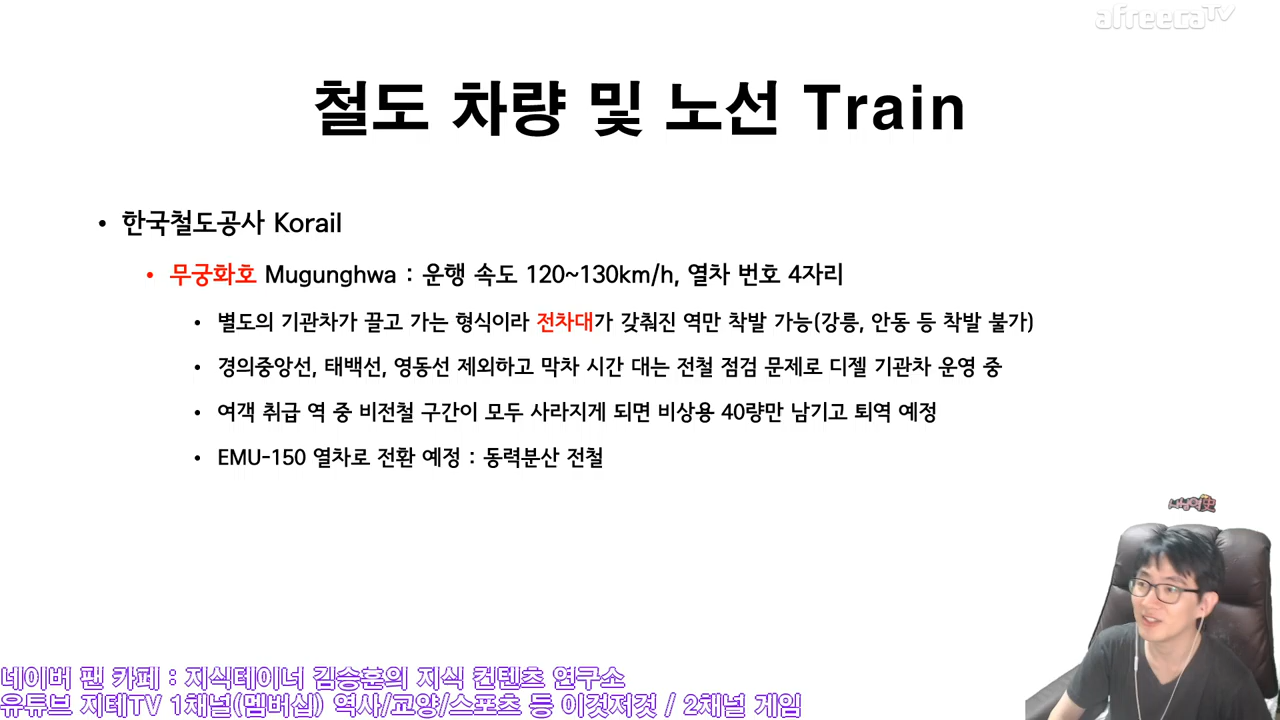 afreecaTV
철도 차량 및 노선 Train
• 한국철도공사 Korail
• 무궁화호 Mugunghwa : 운행 속도 120~130km/h, 열차 번호 4자리
• 별도의 기관차가 끌고 가는 형식이라 전차대가 갖춰진 역만 착발 가능(강릉, 안동 등 착발 불가)
• 경의중앙선, 태백선, 영동선 제외하고 막차 시간 대는 전철 점검 문제로 디젤 기관차 운영 중
• 여객 취급 역 중 비전철 구간이 모두 사라지게 되면 비상용 40량만 남기고 퇴역 예정
• EMU-150 열차로 전환 예정 : 동력분산 전철
네이버 팬 카페 : 지식테이너 김승훈의 지식 컨텐츠 연구소
유튜브 지테TV 1채널(멤버십) 역사/교양/스포츠 등 이것저것 / 2채널 게임